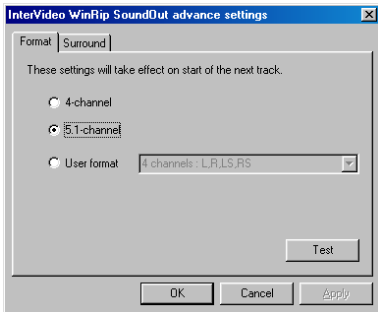 InterVideo WinRip SoundOut advance settings
Format Surround
These settings will take effect on start of the next track.
4-channel
5.1-channel
User format 4 channels : L,R,LS,RS
Test
OK Cancel Apply